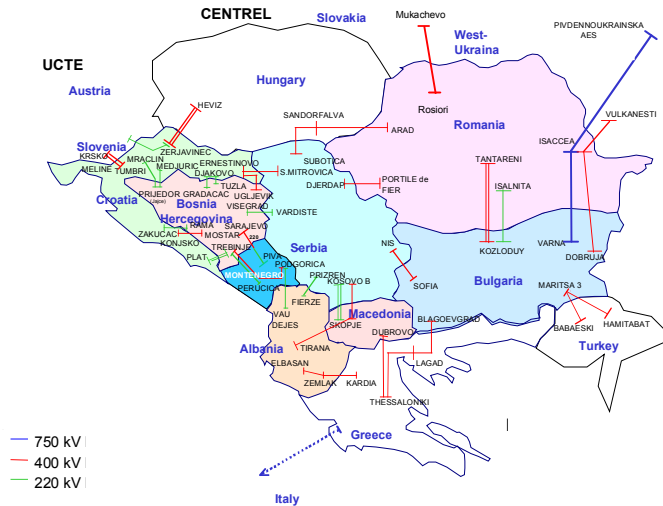 CENTREL
Slovakia
Mukachevo
West-
Ukraina
PIVDENNOUKRAINSKA
AES
UCTE
Austria
Hungary
HEVIZ
SANDORFALVA
Rosiori
VULKANESTI
ARAD
Romania
ISACCEA
Slovenia
KRSKO
ZERJAVINEC
MRACLIN
MEDJURIC
ERNESTINOVO
DJAKOVO
MELINE
TUMBRI
SUBOTICA
S.MITROVICA
TANTARENI
ISALNITA
DJERDAP
PORTILE de
FIER
PRIJEDOR
(Jajce)
GRADACAC
TUZLA
UGLJEVIK
VISEGRAD
VARDISTE
Croatia
Bosnia
Hercegovina
RAMA
ZAKUCAC
MOSTAR
SARAJEVO
220
KONJSKO
TREBINJE
PLAT
PIVA
PODGORICA
MONTENEGRO
PERUCICA
Serbia
PRIZREN
KOSOVO B
NIS
SOFIA
KOZLODUY
VARNA
DOBRUJA
Bulgaria
MARITSA 3
FIERZE
VAU
DEJES
SKOPJE
Macedonia
DUBROVO
BLAGOEVGRAD
BABAESKI
HAMITABAT
Turkey
Albania
TIRANA
ELBASAN
ZEMLAK
KARDIA
LAGAD
THESSALONIKI
Greece
Italy
750 kV
400 kV
220 kV